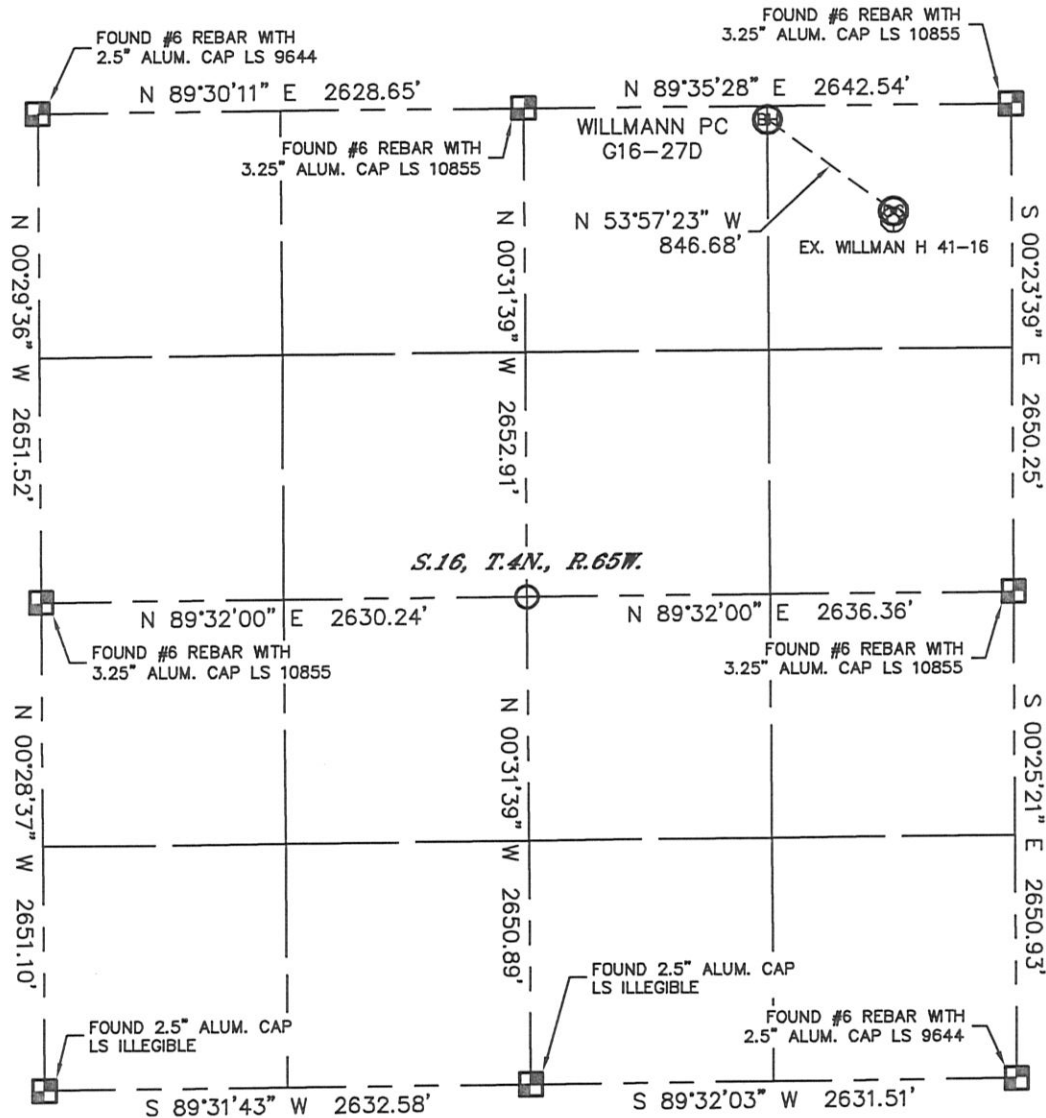 FOUND #6 REBAR WITH
2.5" ALUM. CAP LS 9644
FOUND #6 REBAR WITH
3.25" ALUM. CAP LS 10855
N 89°30'11" E 2628.65'
N 89°35'28" E 2642.54'
FOUND #6 REBAR WITH
3.25" ALUM. CAP LS 10855
WILLMANN PC
G16-27D
N 53°57'23" W
846.68'
EX. WILLMAN H 41-16
N 00°29'36" W 2651.52'
N 00°31'39" W 2652.91'
S 00°23'39" E 2650.25'
S.16, T.4N., R.65W.
N 89°32'00" E 2630.24'
N 89°32'00" E 2636.36'
FOUND #6 REBAR WITH
3.25" ALUM. CAP LS 10855
FOUND #6 REBAR WITH
3.25" ALUM. CAP LS 10855
N 00°28'37" W 2651.10'
N 00°31'39" W 2650.89'
S 00°25'21" E 2650.93'
FOUND 2.5" ALUM. CAP
LS ILLEGIBLE
FOUND 2.5" ALUM. CAP
LS ILLEGIBLE
FOUND #6 REBAR WITH
2.5" ALUM. CAP LS 9644
S 89°31'43" W 2632.58'
S 89°32'03" W 2631.51'